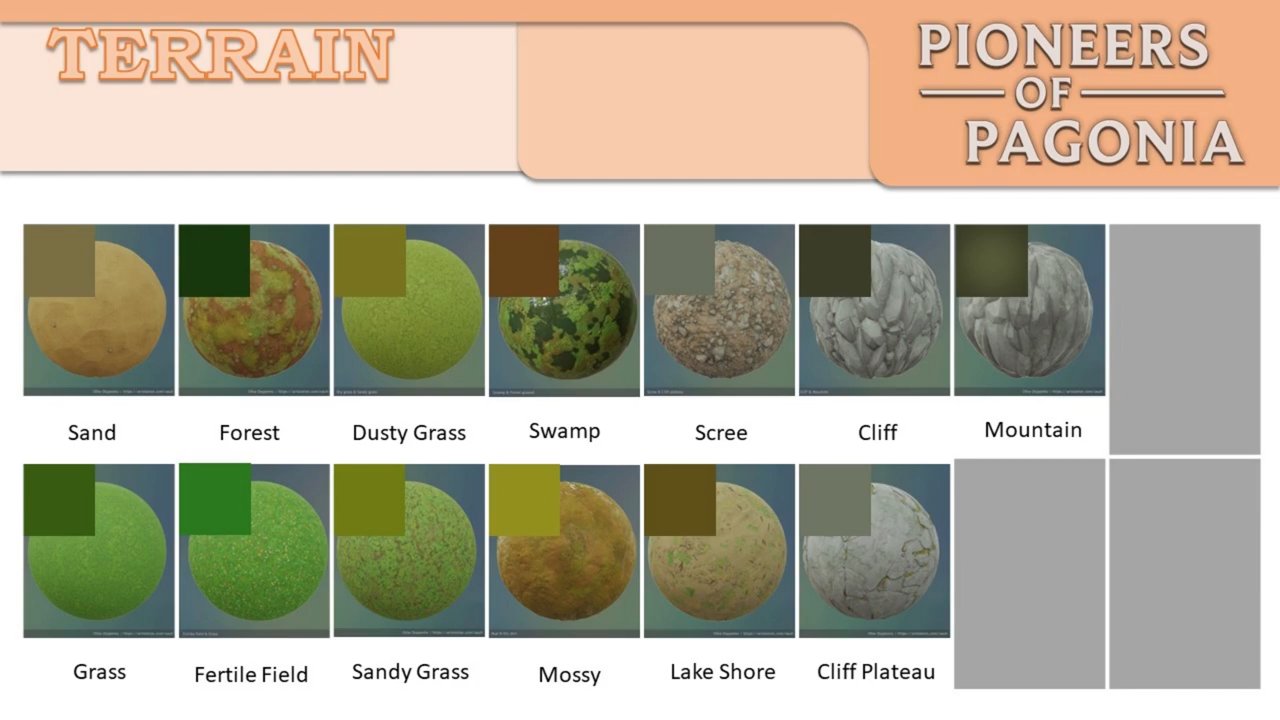 TERRAIN
PIONEERS
OF
PAGONIA
Sand
Forest
Dusty Grass
Swamp
Scree
Cliff
Mountain
Grass
Fertile Field
Sandy Grass
Mossy
Lake Shore
Cliff Plateau